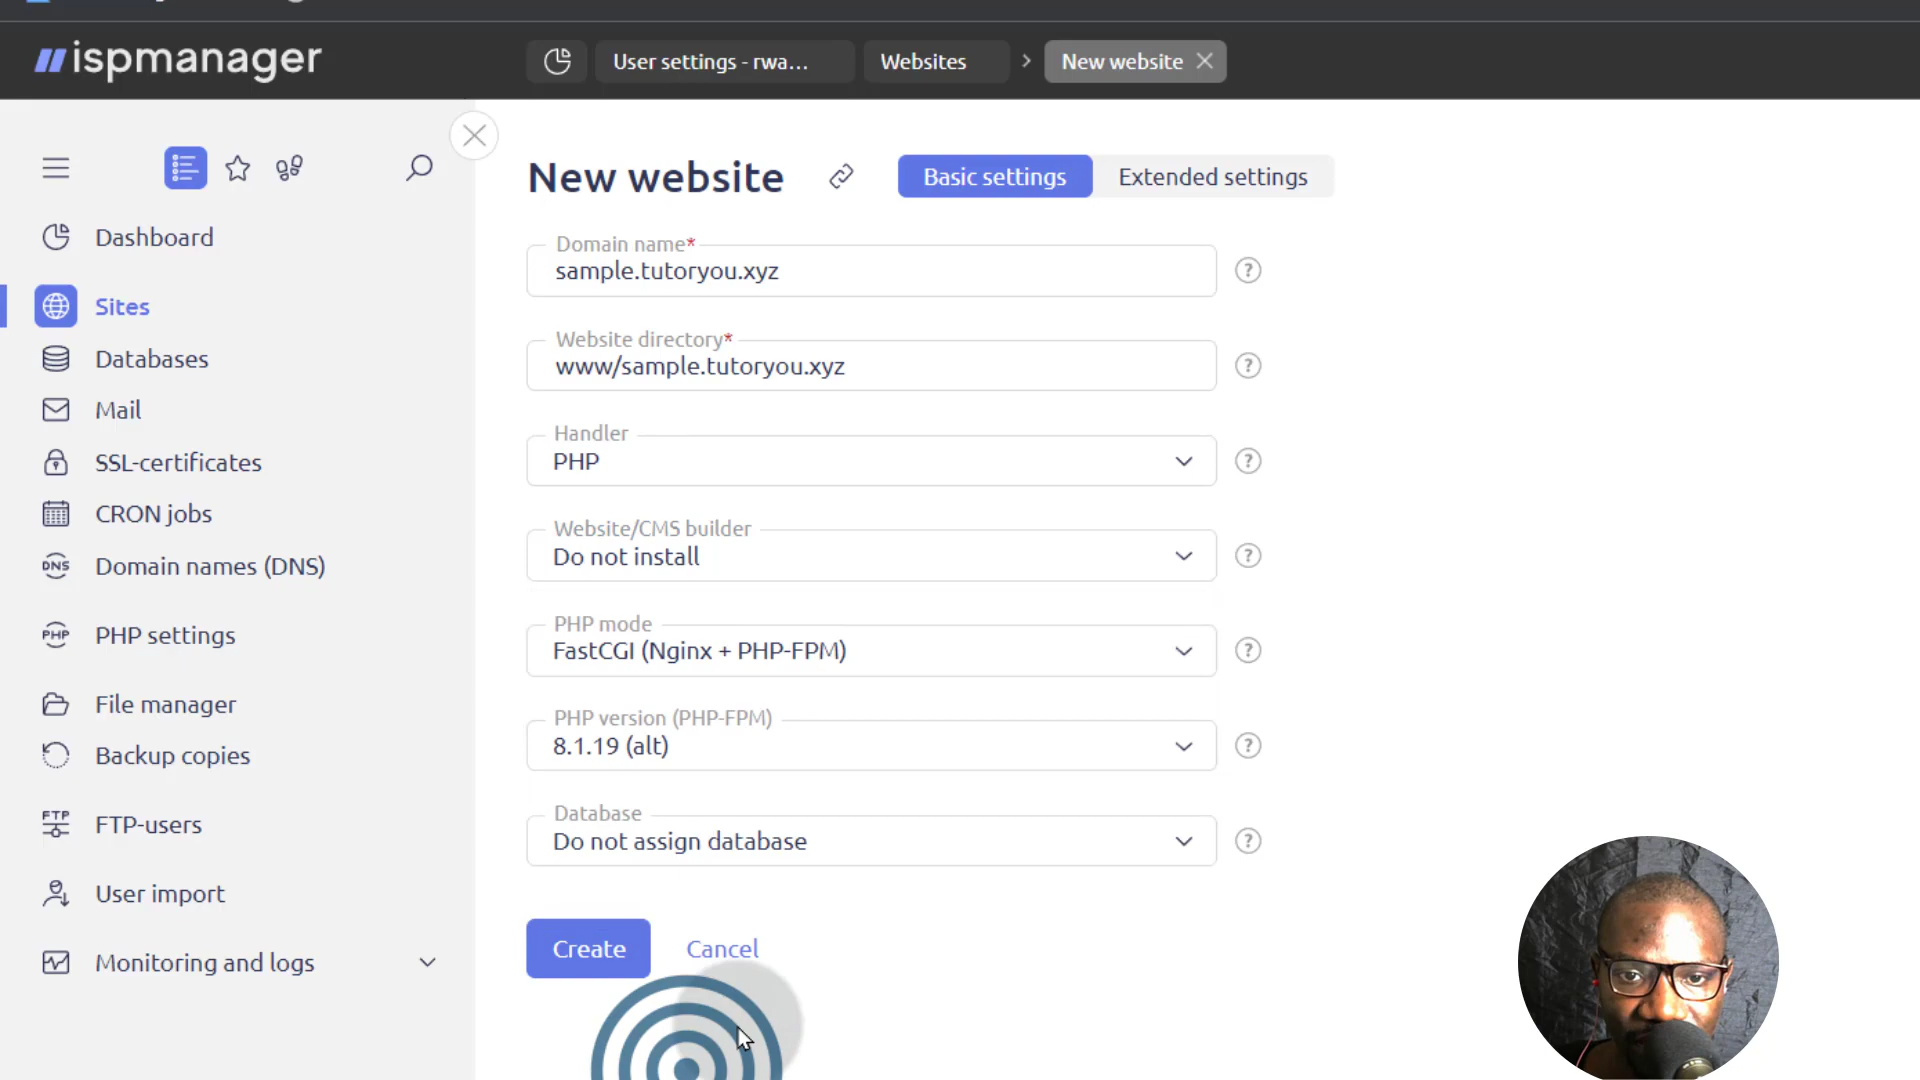 ispmanager
User settings - rwa...
Websites
New website
New website
Basic settings
Extended settings
Dashboard
Sites
Databases
Mail
SSL-certificates
CRON jobs
DNS
Domain names (DNS)
PHP
PHP settings
File manager
Backup copies
FTP
FTP-users
User import
Monitoring and logs
Domain name*
sample.tutoryou.xyz
?
Website directory*
www/sample.tutoryou.xyz
?
Handler
PHP
?
Website/CMS builder
Do not install
?
PHP mode
FastCGI (Nginx + PHP-FPM)
?
PHP version (PHP-FPM)
8.1.19 (alt)
?
Database
Do not assign database
?
Create
Cancel